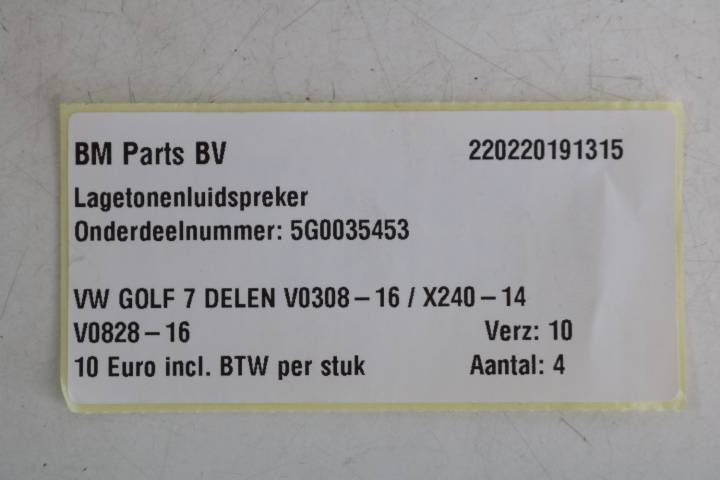 BM Parts BV 220220191315
Lagetonenluidspreker
Onderdeelnummer: 5G0035453
VW GOLF 7 DELEN V0308-16 / X240-14
V0828-16 Verz: 10
10 Euro incl. BTW per stuk Aantal: 4